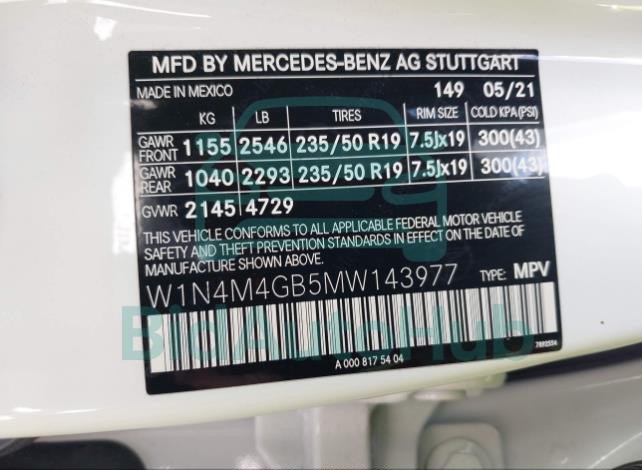 MFD BY MERCEDES-BENZ AG STUTTGART
MADE IN MEXICO 149 05/21
KG LB TIRES RIM SIZE COLD KPA(PSI)
GAWR FRONT 1155 2546 235/50 R19 7.5Jx19 300(43)
GAWR REAR 1040 2293 235/50 R19 7.5Jx19 300(43)
GVWR 2145 4729
THIS VEHICLE CONFORMS TO ALL APPLICABLE FEDERAL MOTOR VEHICLE
SAFETY AND THEFT PREVENTION STANDARDS IN EFFECT ON THE DATE OF
MANUFACTURE SHOWN ABOVE.
W1N4M4GB5MW143977 TYPE: MPV
BidAutoHub
A 000 817 54 04